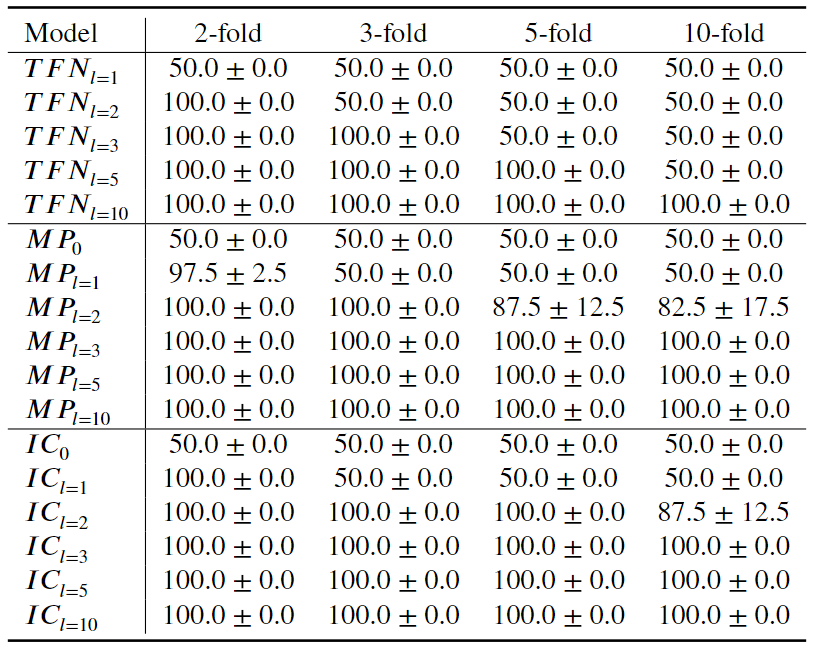 Model 2-fold 3-fold 5-fold 10-fold
TFN_{l=1} 50.0 ± 0.0 50.0 ± 0.0 50.0 ± 0.0 50.0 ± 0.0
TFN_{l=2} 100.0 ± 0.0 50.0 ± 0.0 50.0 ± 0.0 50.0 ± 0.0
TFN_{l=3} 100.0 ± 0.0 100.0 ± 0.0 50.0 ± 0.0 50.0 ± 0.0
TFN_{l=5} 100.0 ± 0.0 100.0 ± 0.0 100.0 ± 0.0 50.0 ± 0.0
TFN_{l=10} 100.0 ± 0.0 100.0 ± 0.0 100.0 ± 0.0 100.0 ± 0.0
MP_0 50.0 ± 0.0 50.0 ± 0.0 50.0 ± 0.0 50.0 ± 0.0
MP_{l=1} 97.5 ± 2.5 50.0 ± 0.0 50.0 ± 0.0 50.0 ± 0.0
MP_{l=2} 100.0 ± 0.0 100.0 ± 0.0 87.5 ± 12.5 82.5 ± 17.5
MP_{l=3} 100.0 ± 0.0 100.0 ± 0.0 100.0 ± 0.0 100.0 ± 0.0
MP_{l=5} 100.0 ± 0.0 100.0 ± 0.0 100.0 ± 0.0 100.0 ± 0.0
MP_{l=10} 100.0 ± 0.0 100.0 ± 0.0 100.0 ± 0.0 100.0 ± 0.0
IC_0 50.0 ± 0.0 50.0 ± 0.0 50.0 ± 0.0 50.0 ± 0.0
IC_{l=1} 100.0 ± 0.0 50.0 ± 0.0 50.0 ± 0.0 50.0 ± 0.0
IC_{l=2} 100.0 ± 0.0 100.0 ± 0.0 100.0 ± 0.0 87.5 ± 12.5
IC_{l=3} 100.0 ± 0.0 100.0 ± 0.0 100.0 ± 0.0 100.0 ± 0.0
IC_{l=5} 100.0 ± 0.0 100.0 ± 0.0 100.0 ± 0.0 100.0 ± 0.0
IC_{l=10} 100.0 ± 0.0 100.0 ± 0.0 100.0 ± 0.0 100.0 ± 0.0